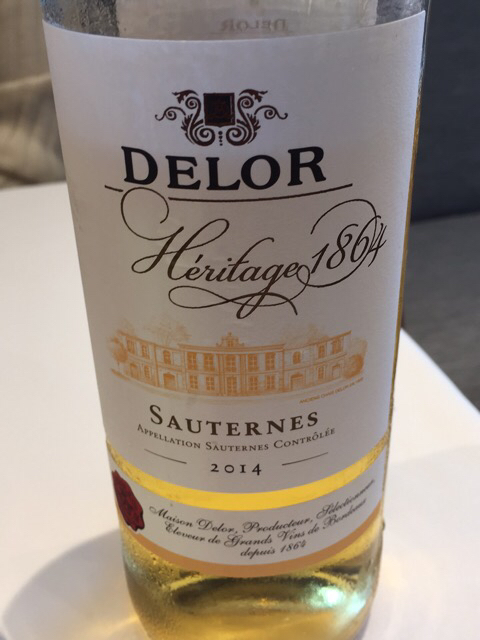 DELOR
Héritage 1864
SAUTERNES
APPELLATION SAUTERNES CONTRÔLÉE
2014
Maison Delor, Producteur, Sélectionneur,
Eleveur de Grands Vins de Bordeaux
depuis 1864